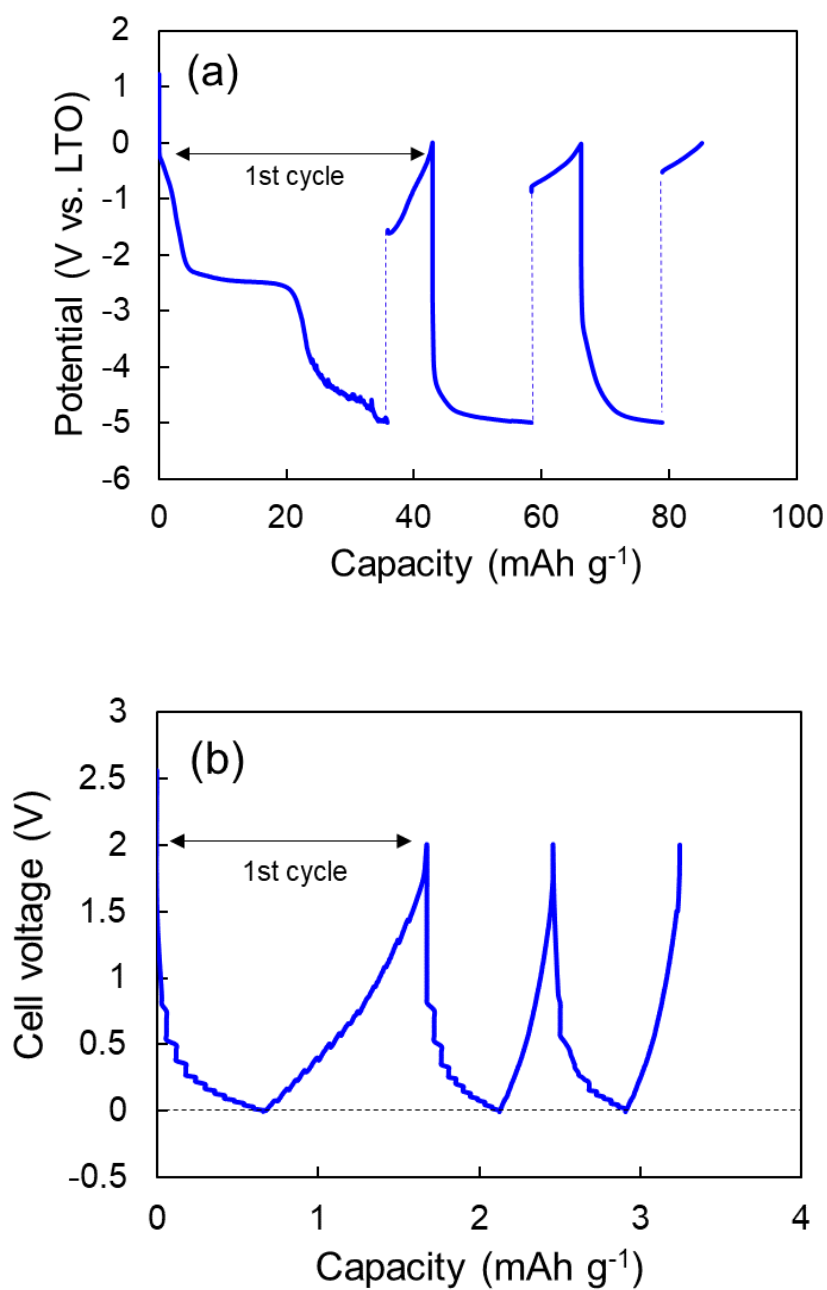 (a)
2
1
0
-1
-2
-3
-4
-5
-6
Potential (V vs. LTO)
1st cycle
0 20 40 60 80 100
Capacity (mAh g⁻¹)
(b)
3
2.5
2
1.5
1
0.5
0
-0.5
Cell voltage (V)
1st cycle
0 1 2 3 4
Capacity (mAh g⁻¹)